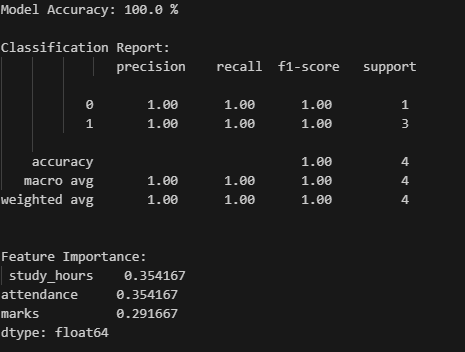 Model Accuracy: 100.0 %
Classification Report:
precision recall f1-score support
0 1.00 1.00 1.00 1
1 1.00 1.00 1.00 3
accuracy 1.00 4
macro avg 1.00 1.00 1.00 4
weighted avg 1.00 1.00 1.00 4
Feature Importance:
study_hours 0.354167
attendance 0.354167
marks 0.291667
dtype: float64